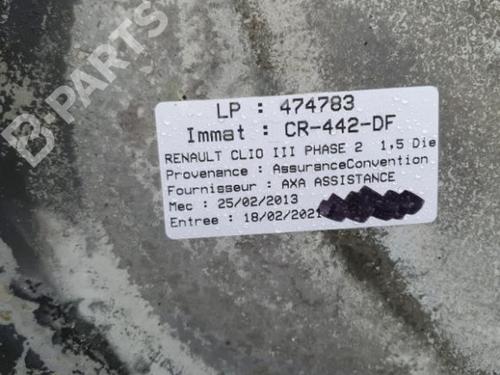 B-PARTS
LP : 474783
Immat : CR-442-DF
RENAULT CLIO III PHASE 2 1,5 Die
Provenance : AssuranceConvention
Fournisseur : AXA ASSISTANCE
Mec : 25/02/2013
Entree : 18/02/2021